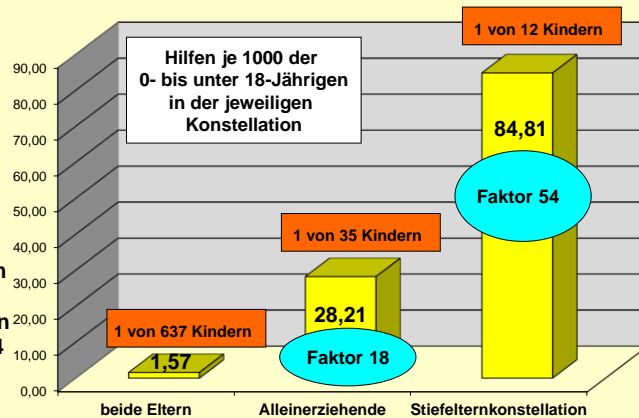 1 von 12 Kindern
Hilfen je 1000 der
0- bis unter 18-Jährigen
in der jeweiligen
Konstellation
90,00
80,00
70,00
60,00
50,00
40,00
30,00
20,00
10,00
0,00
84,81
Faktor 54
1 von 35 Kindern
28,21
Faktor 18
1 von 637 Kindern
1,57
n
n
4
beide Eltern
Alleinerziehende
Stiefelternkonstellation